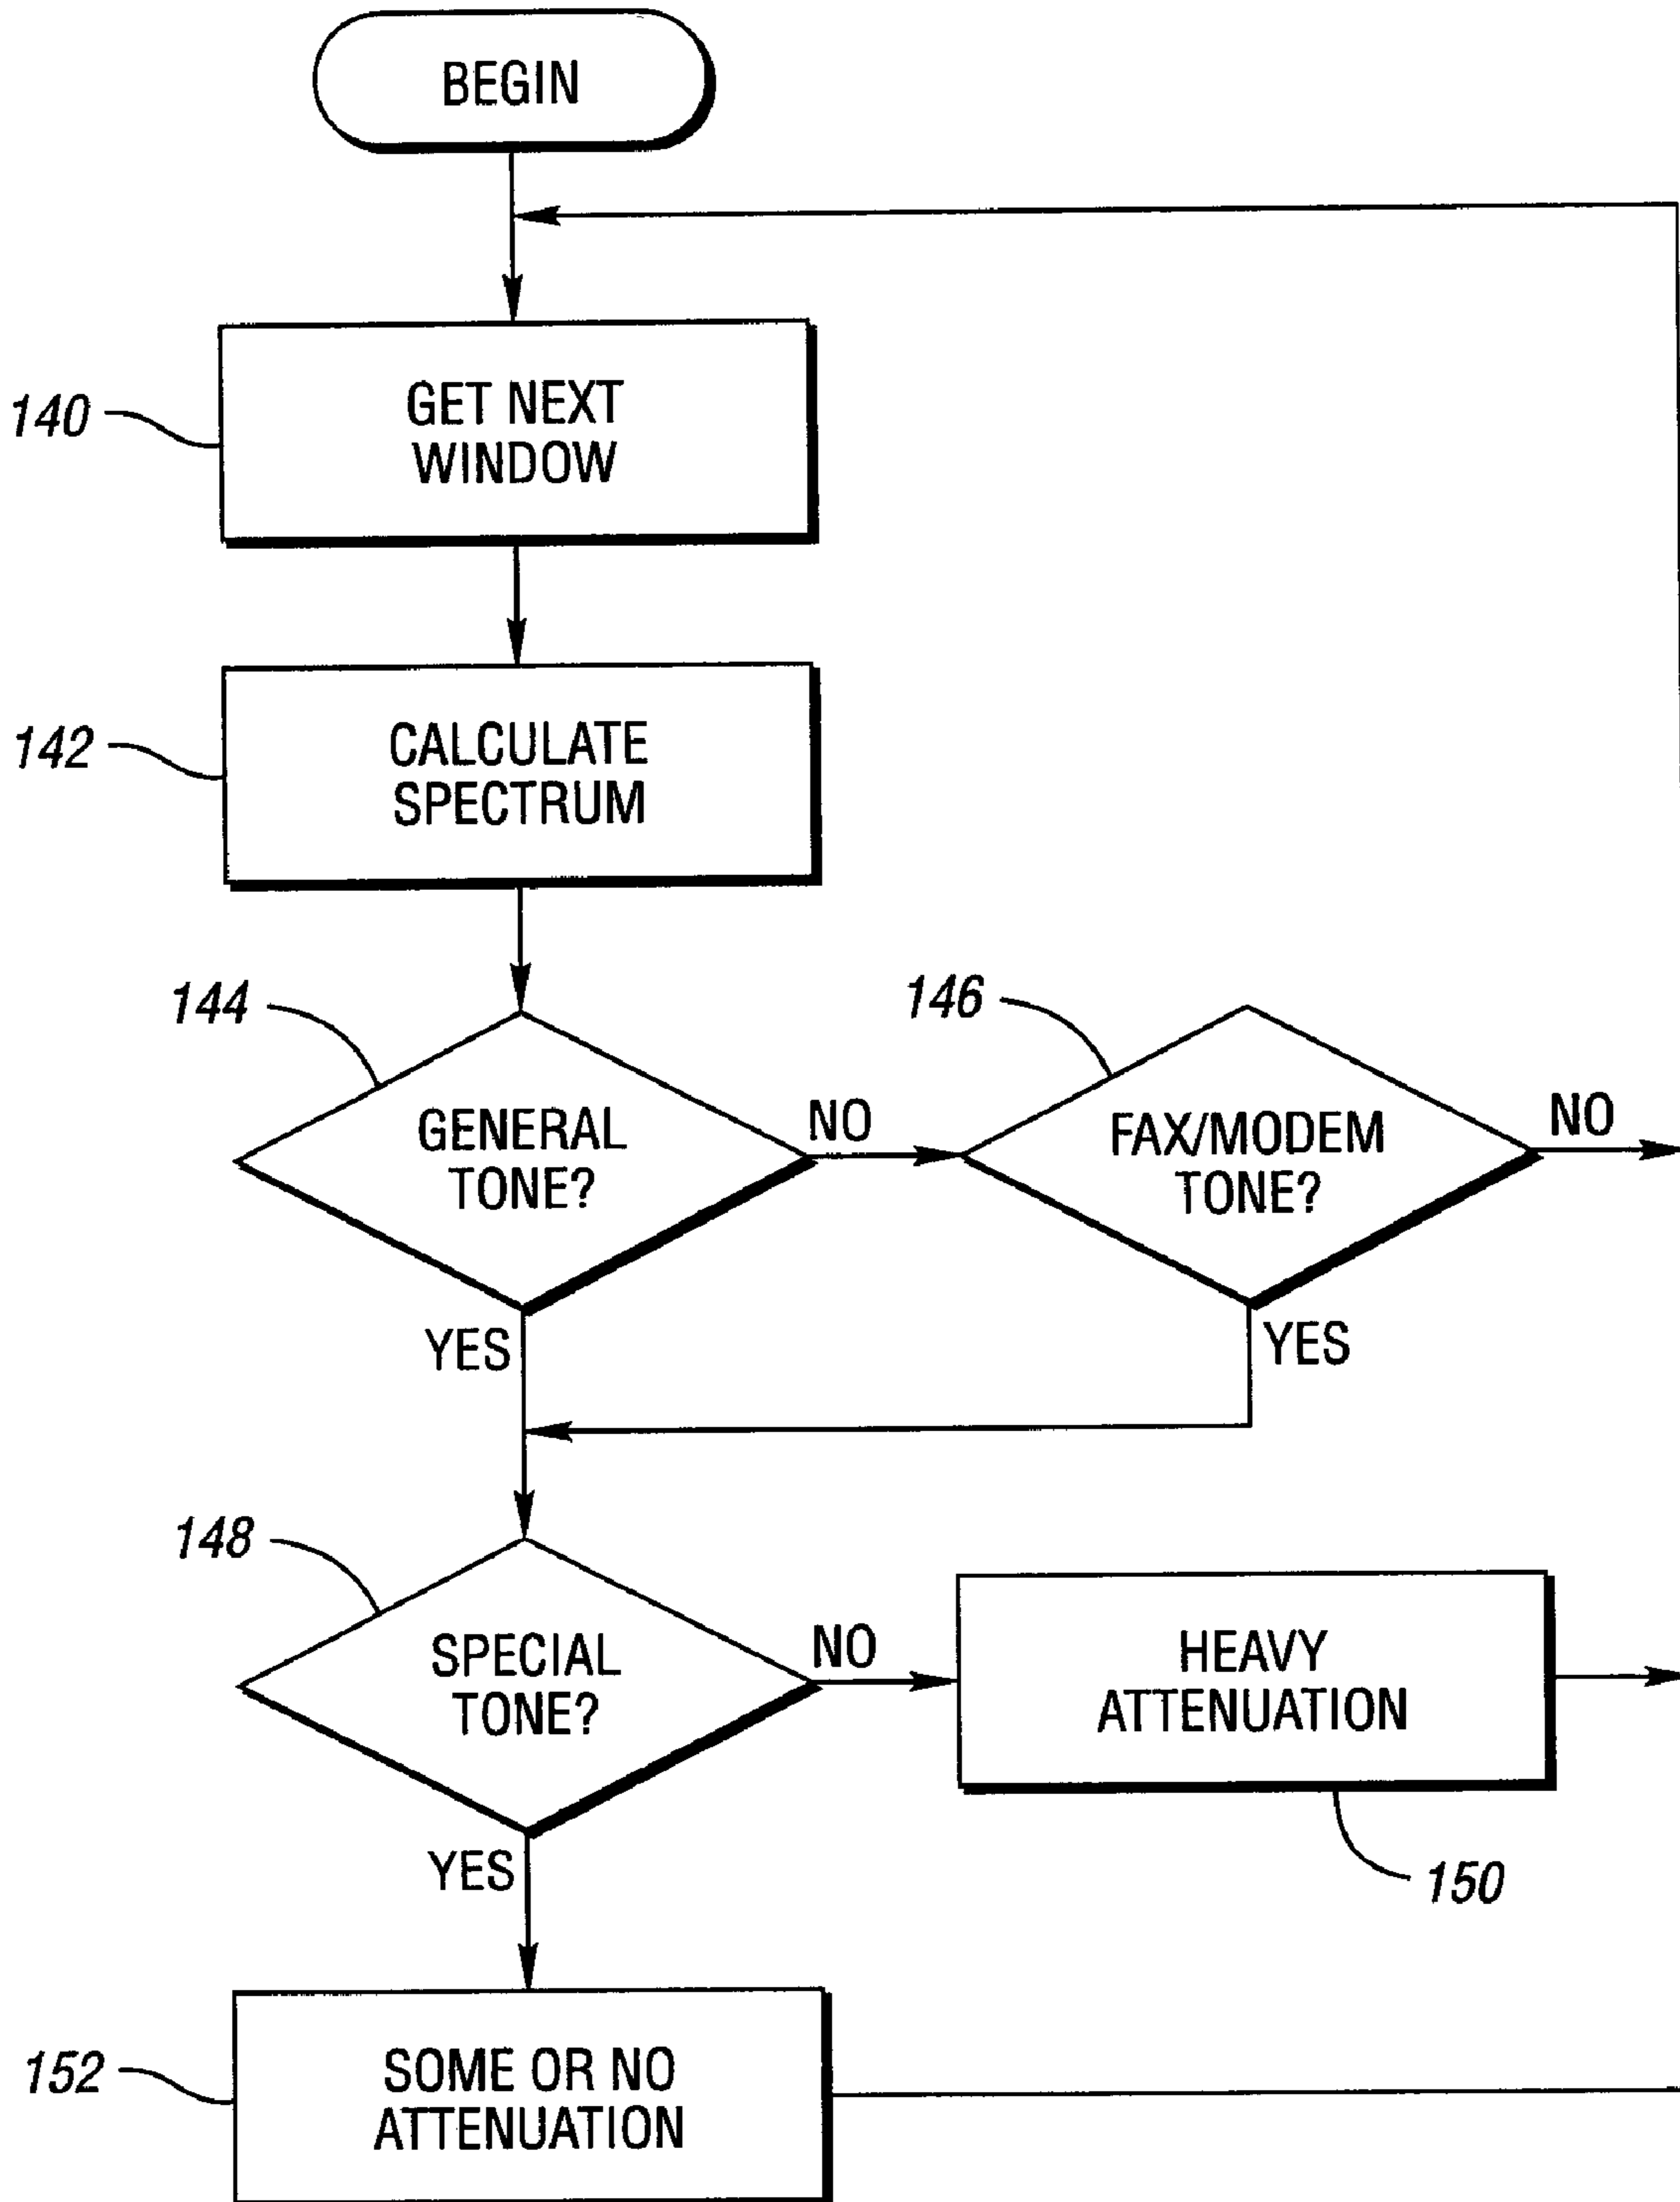 BEGIN
140
GET NEXT
WINDOW
142
CALCULATE
SPECTRUM
144
GENERAL
TONE?
NO
146
FAX/MODEM
TONE?
NO
YES
YES
148
SPECIAL
TONE?
NO
HEAVY
ATTENUATION
150
YES
152
SOME OR NO
ATTENUATION